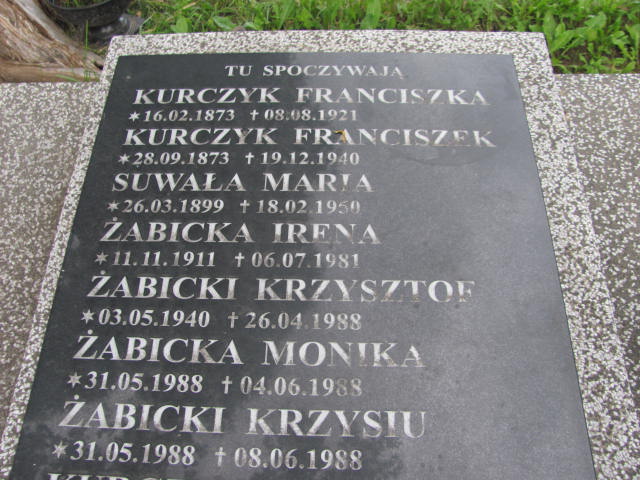 TU SPOCZYWAJĄ
KURCZYK FRANCISZKA
✶16.02.1873 †08.08.1921
KURCZYK FRANCISZEK
✶28.09.1873 †19.12.1940
SUWAŁA MARIA
✶26.03.1899 †18.02.1950
ŻABICKA IRENA
✶11.11.1911 †06.07.1981
ŻABICKI KRZYSZTOF
✶03.05.1940 †26.04.1988
ŻABICKA MONIKA
✶31.05.1988 †04.06.1988
ŻABICKI KRZYSIU
✶31.05.1988 †08.06.1988